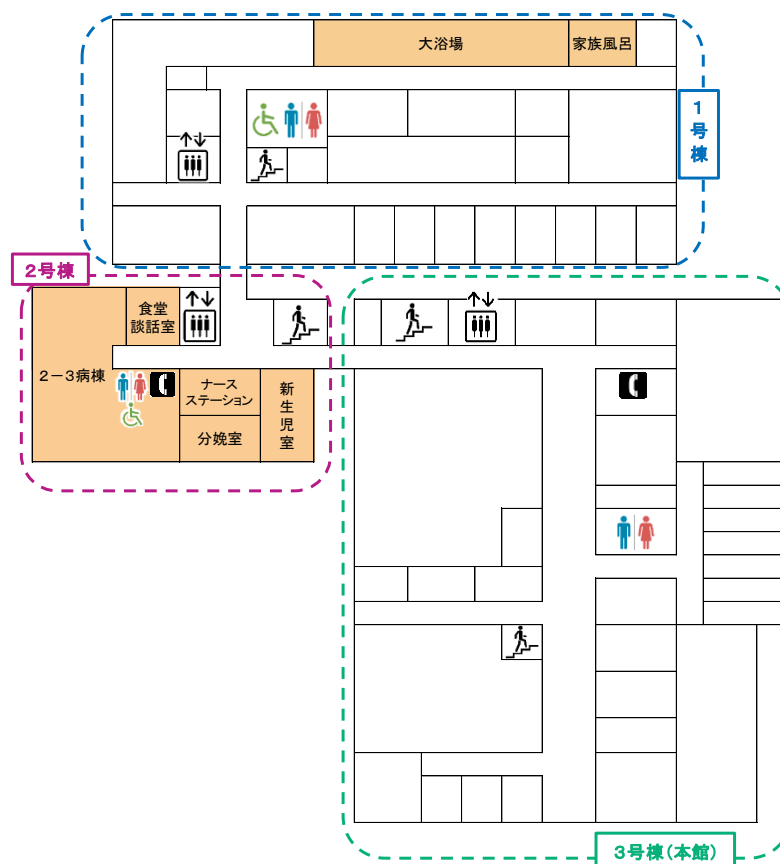 大浴場
家族風呂
1号棟
2号棟
食堂
談話室
2－3病棟
ナース
ステーション
新生児室
分娩室
3号棟(本館)